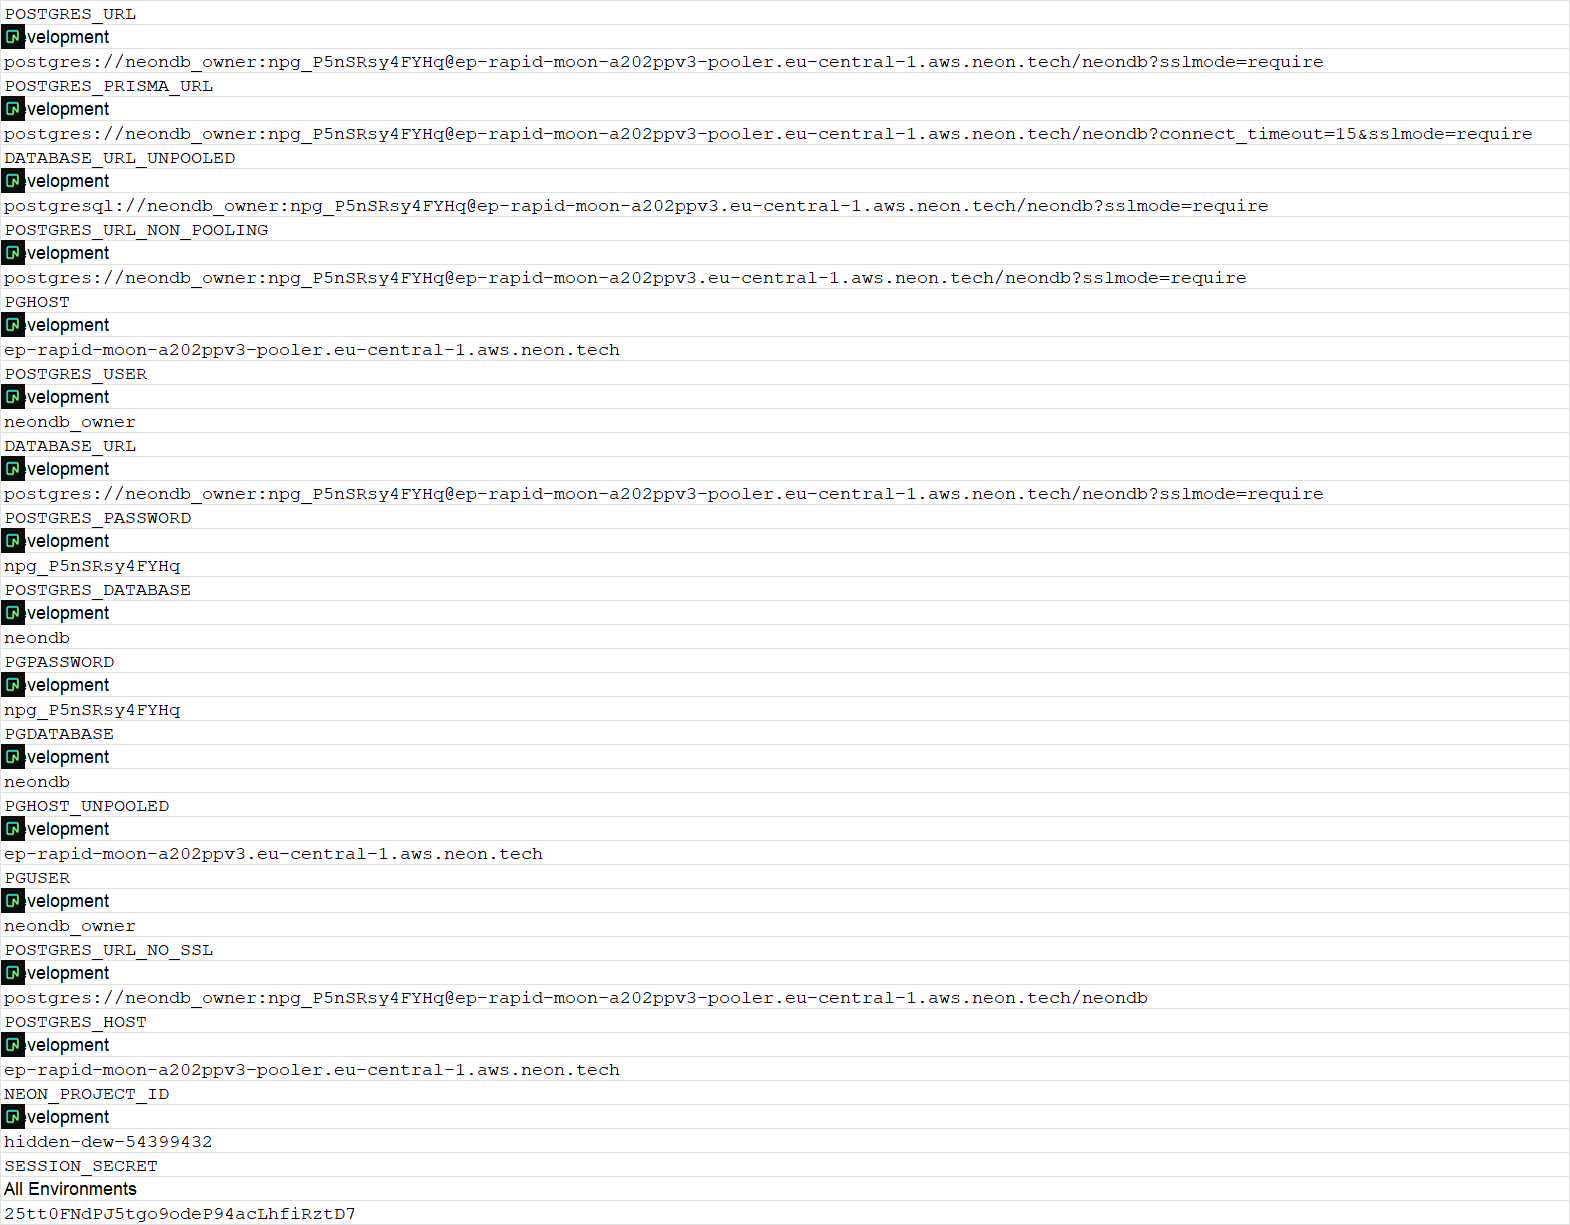 POSTGRES_URL
velopment
postgres://neondb_owner:npg_P5nSRsy4FYHq@ep-rapid-moon-a202ppv3-pooler.eu-central-1.aws.neon.tech/neondb?sslmode=require
POSTGRES_PRISMA_URL
velopment
postgres://neondb_owner:npg_P5nSRsy4FYHq@ep-rapid-moon-a202ppv3-pooler.eu-central-1.aws.neon.tech/neondb?connect_timeout=15&sslmode=require
DATABASE_URL_UNPOOLED
velopment
postgresql://neondb_owner:npg_P5nSRsy4FYHq@ep-rapid-moon-a202ppv3.eu-central-1.aws.neon.tech/neondb?sslmode=require
POSTGRES_URL_NON_POOLING
velopment
postgres://neondb_owner:npg_P5nSRsy4FYHq@ep-rapid-moon-a202ppv3.eu-central-1.aws.neon.tech/neondb?sslmode=require
PGHOST
velopment
ep-rapid-moon-a202ppv3-pooler.eu-central-1.aws.neon.tech
POSTGRES_USER
velopment
neondb_owner
DATABASE_URL
velopment
postgres://neondb_owner:npg_P5nSRsy4FYHq@ep-rapid-moon-a202ppv3-pooler.eu-central-1.aws.neon.tech/neondb?sslmode=require
POSTGRES_PASSWORD
velopment
npg_P5nSRsy4FYHq
POSTGRES_DATABASE
velopment
neondb
PGPASSWORD
velopment
npg_P5nSRsy4FYHq
PGDATABASE
velopment
neondb
PGHOST_UNPOOLED
velopment
ep-rapid-moon-a202ppv3.eu-central-1.aws.neon.tech
PGUSER
velopment
neondb_owner
POSTGRES_URL_NO_SSL
velopment
postgres://neondb_owner:npg_P5nSRsy4FYHq@ep-rapid-moon-a202ppv3-pooler.eu-central-1.aws.neon.tech/neondb
POSTGRES_HOST
velopment
ep-rapid-moon-a202ppv3-pooler.eu-central-1.aws.neon.tech
NEON_PROJECT_ID
velopment
hidden-dew-54399432
SESSION_SECRET
All Environments
25tt0FNdPJ5tgo9odeP94acLhfiRztD7